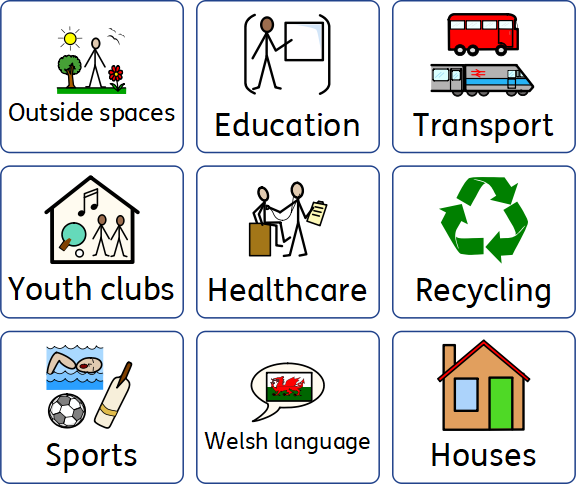 Outside spaces
Education
Transport
Youth clubs
Healthcare
Recycling
Sports
Welsh language
Houses